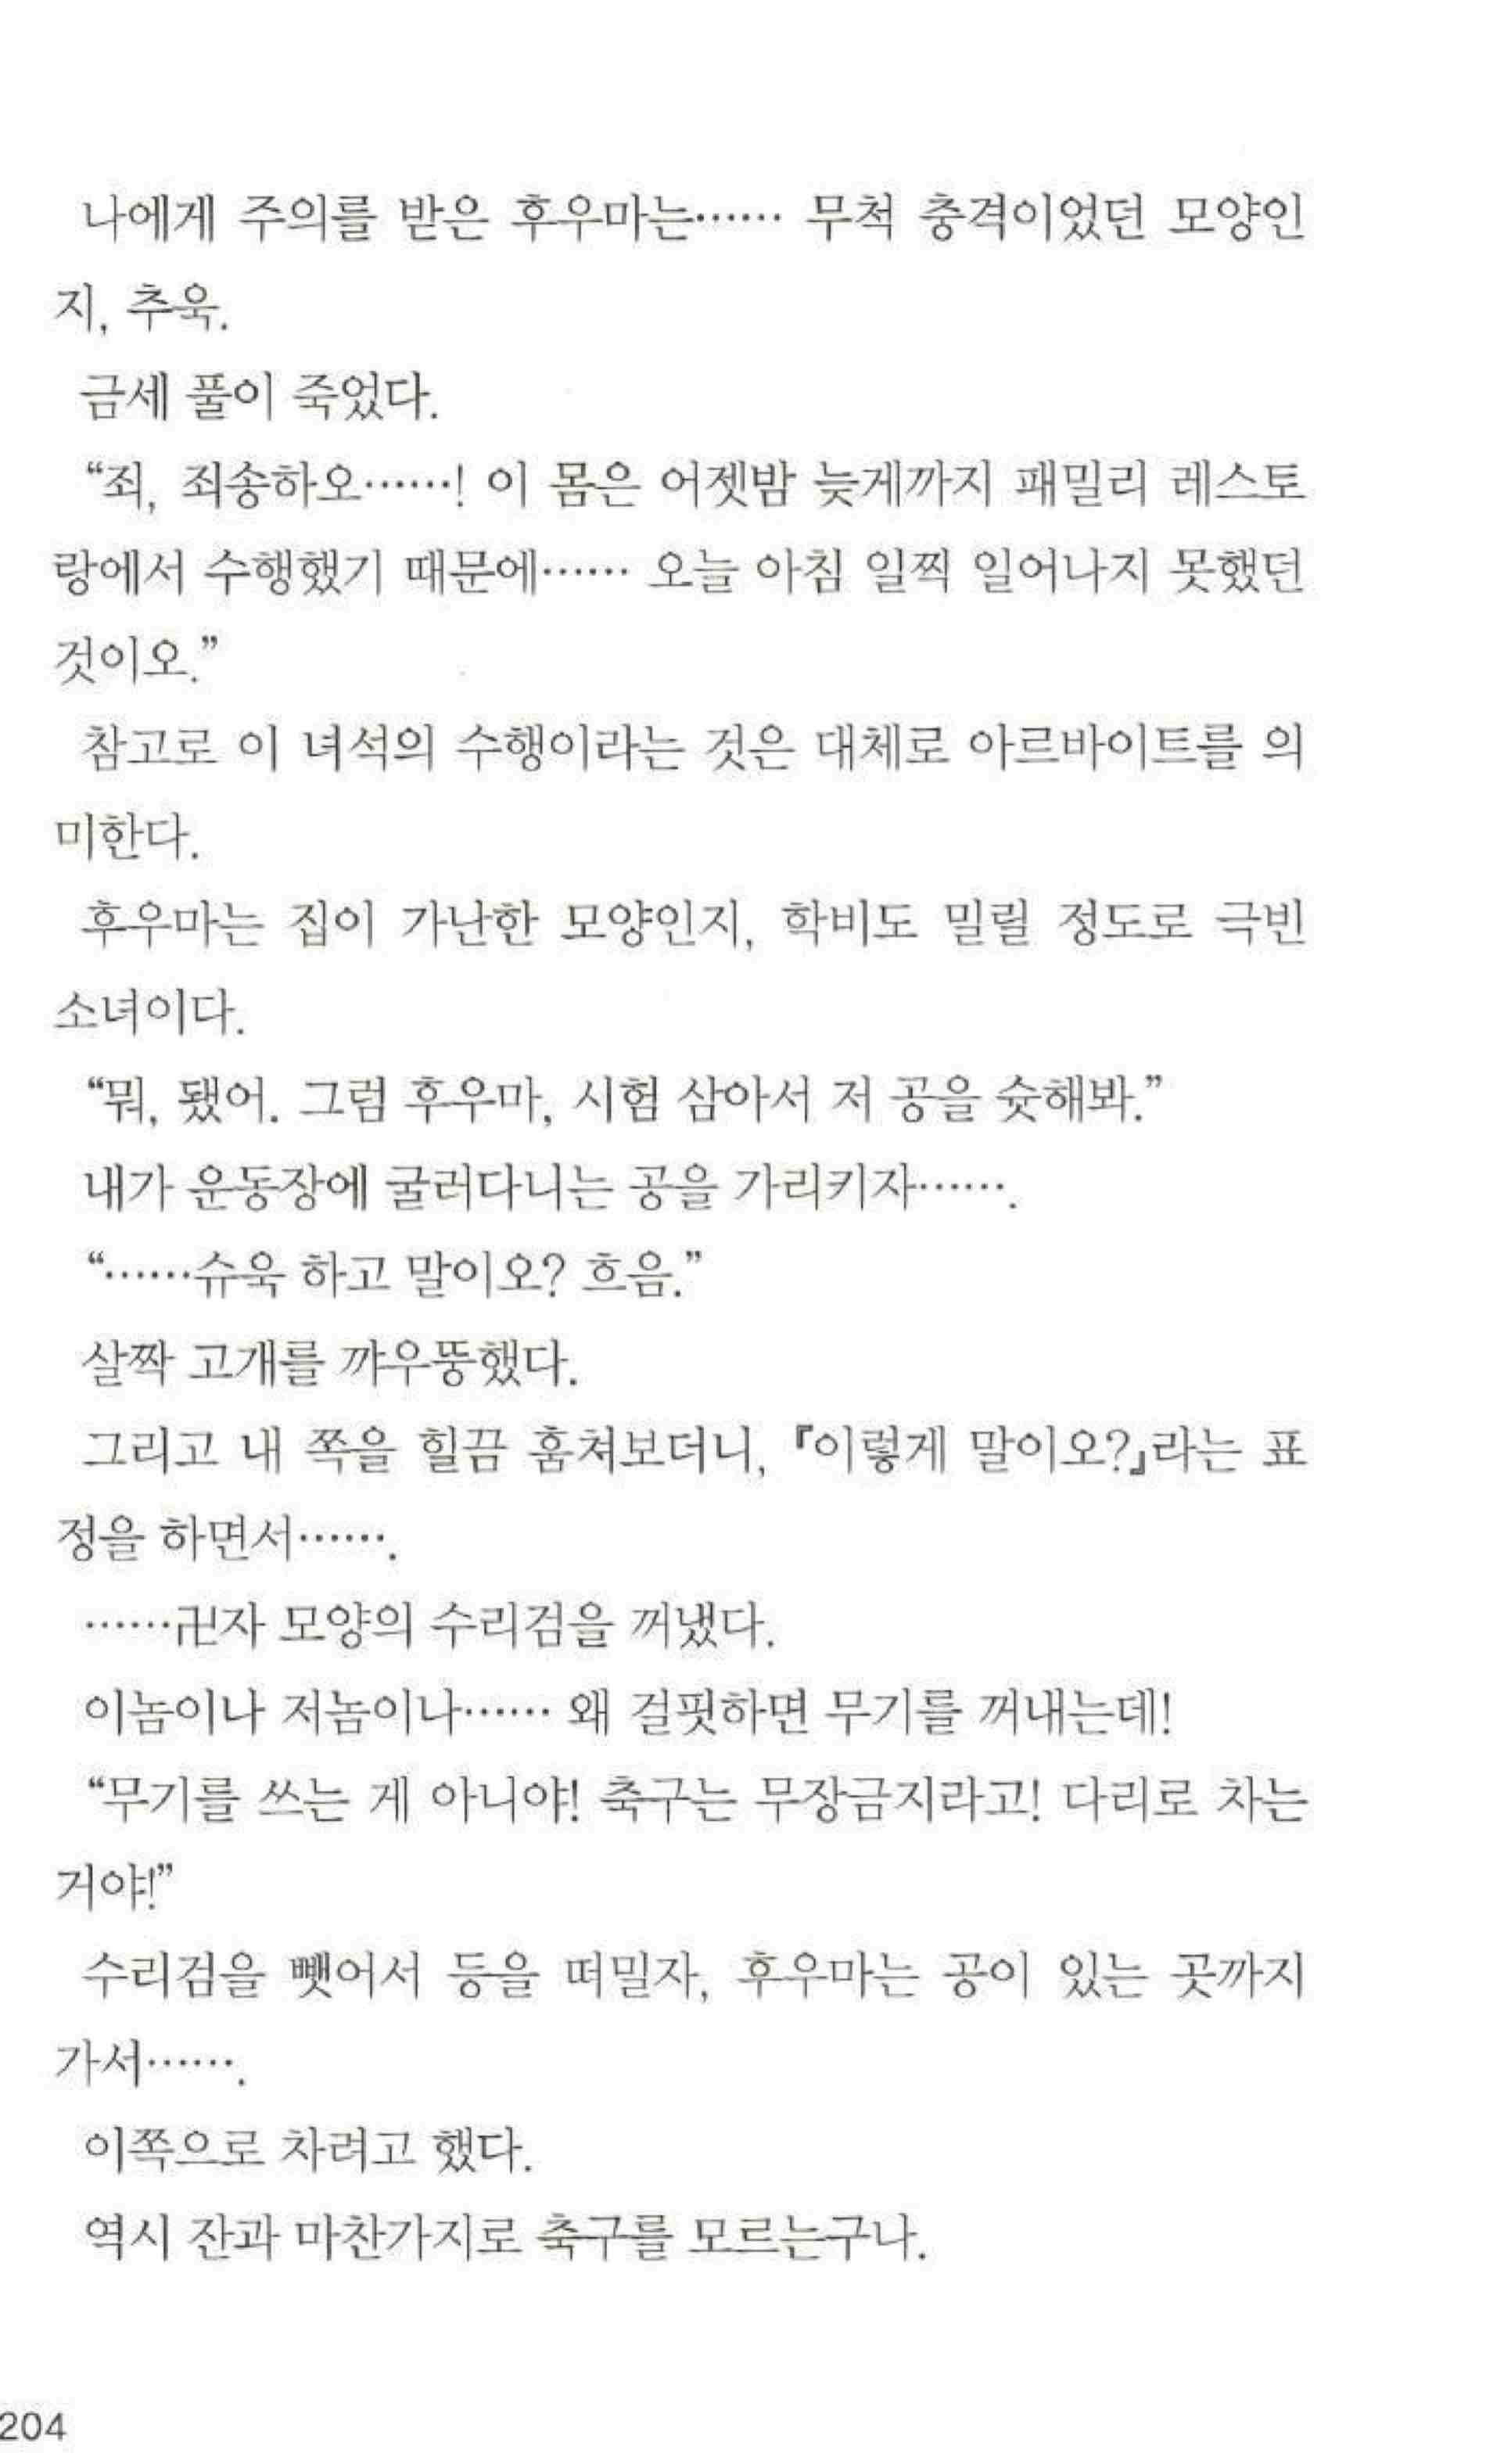 나에게 주의를 받은 후우마는…… 무척 충격이었던 모양인
지, 추욱.
금세 풀이 죽었다.
“죄, 죄송하오……! 이 몸은 어젯밤 늦게까지 패밀리 레스토
랑에서 수행했기 때문에…… 오늘 아침 일찍 일어나지 못했던
것이오.”
참고로 이 녀석의 수행이라는 것은 대체로 아르바이트를 의
미한다.
후우마는 집이 가난한 모양인지, 학비도 밀릴 정도로 극빈
소녀이다.
“뭐, 됐어. 그럼 후우마, 시험 삼아서 저 공을 슛해봐.”
내가 운동장에 굴러다니는 공을 가리키자…….
“……슈욱 하고 말이오? 흐음.”
살짝 고개를 꺄우뚱했다.
그리고 내 쪽을 힐끔 훔쳐보더니, 『이렇게 말이오?』라는 표
정을 하면서…….
……卍자 모양의 수리검을 꺼냈다.
이놈이나 저놈이나…… 왜 걸핏하면 무기를 꺼내는데!
“무기를 쓰는 게 아니야! 축구는 무장금지라고! 다리로 차는
거야!”
수리검을 뺏어서 등을 떠밀자, 후우마는 공이 있는 곳까지
가서…….
이쪽으로 차려고 했다.
역시 잔과 마찬가지로 축구를 모르는구나.
204